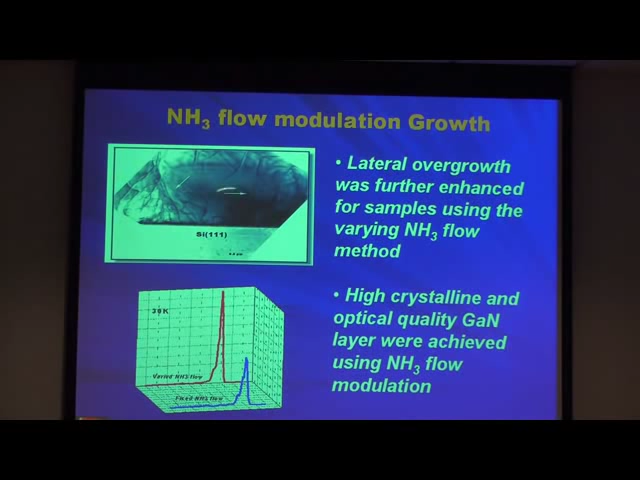 NH3 flow modulation Growth
Si(111)
• Lateral overgrowth
was further enhanced
for samples using the
varying NH3 flow
method
30K
Varied NH3 flow
Fixed NH3 flow
• High crystalline and
optical quality GaN
layer were achieved
using NH3 flow
modulation